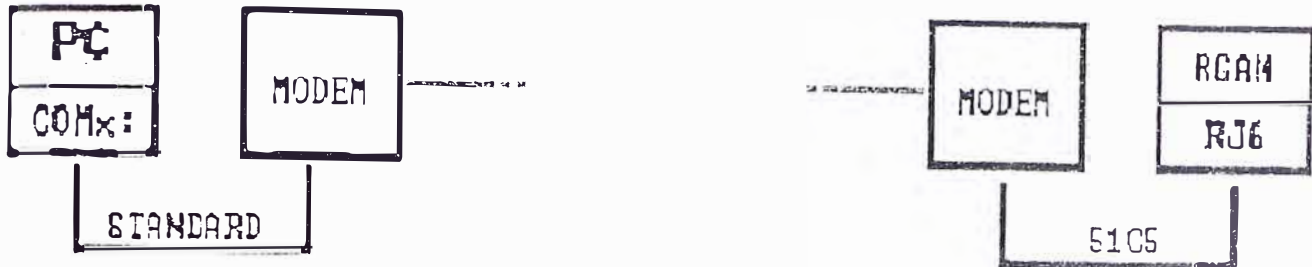 PC
COMx:
MODEM
STANDARD
MODEM
RGAM
RJ6
51C5